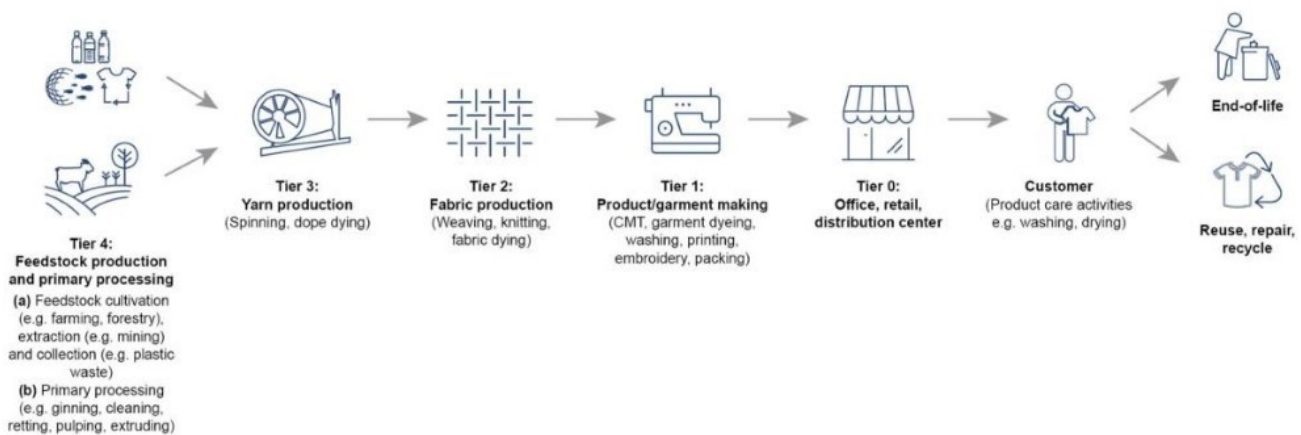 Tier 4:
Feedstock production
and primary processing
(a) Feedstock cultivation
(e.g. farming, forestry),
extraction (e.g. mining)
and collection (e.g. plastic
waste)
(b) Primary processing
(e.g. ginning, cleaning,
retting, pulping, extruding)
Tier 3:
Yarn production
(Spinning, dope dying)
Tier 2:
Fabric production
(Weaving, knitting,
fabric dying)
Tier 1:
Product/garment making
(CMT, garment dyeing,
washing, printing,
embroidery, packing)
Tier 0:
Office, retail,
distribution center
Customer
(Product care activities
e.g. washing, drying)
End-of-life
Reuse, repair,
recycle